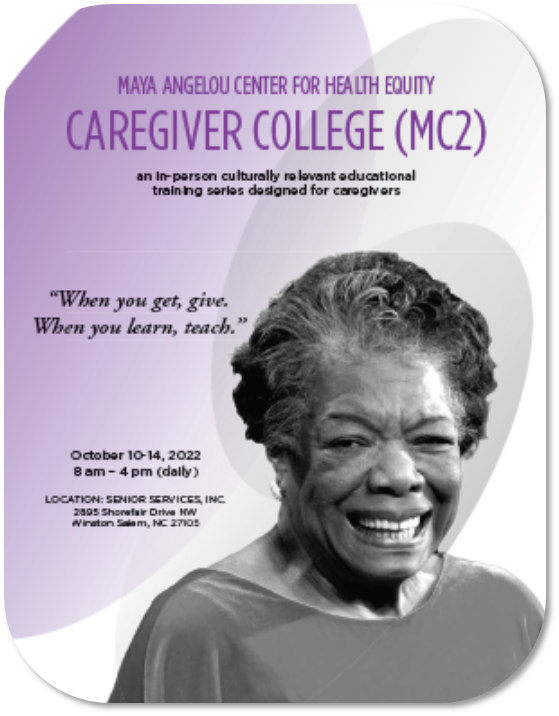 MAYA ANGELOU CENTER FOR HEALTH EQUITY
CAREGIVER COLLEGE (MC2)
an in-person culturally relevant educational
training series designed for caregivers
“When you get, give.
When you learn, teach.”
October 10-14, 2022
8 am – 4 pm (daily)
LOCATION: SENIOR SERVICES, INC.
2895 Shorefair Drive NW
Winston Salem, NC 27105